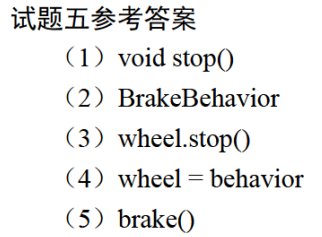 试题五参考答案
（1）void stop()
（2）BrakeBehavior
（3）wheel.stop()
（4）wheel = behavior
（5）brake()